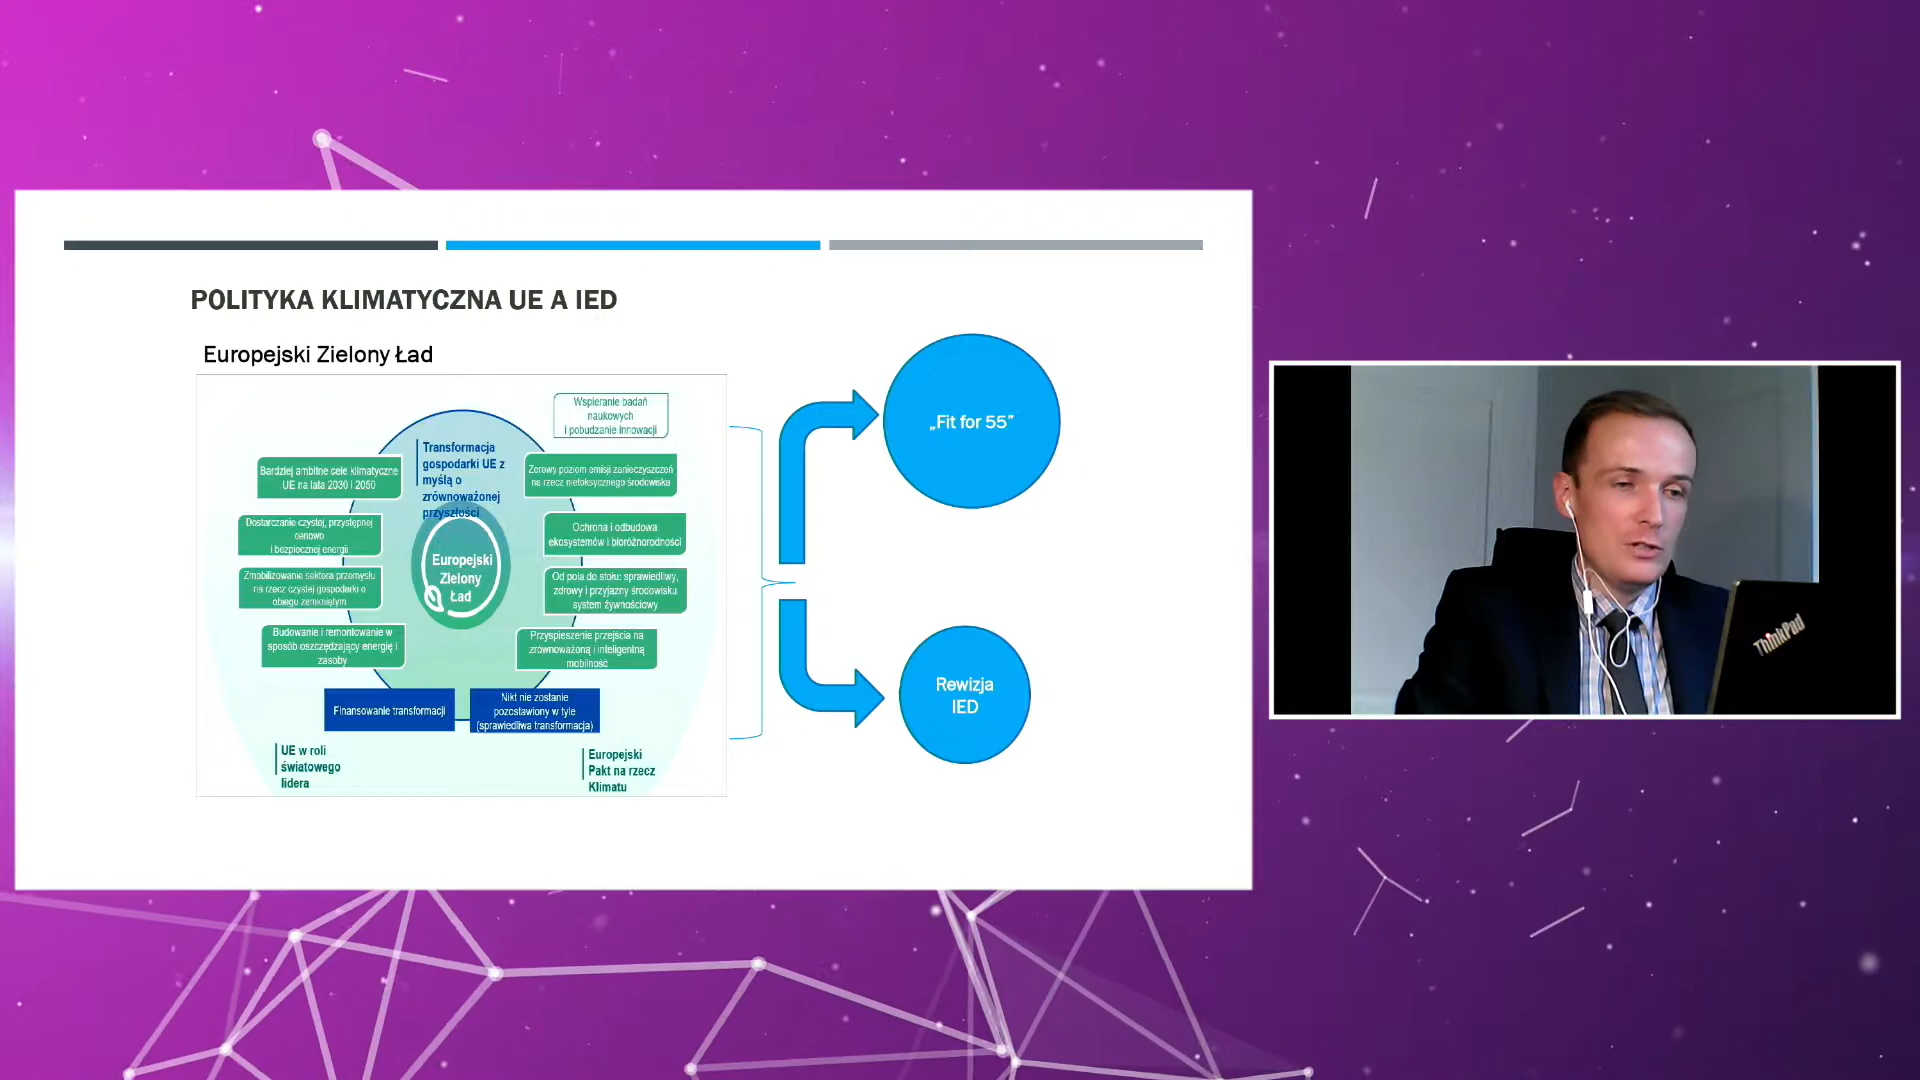 POLITYKA KLIMATYCZNA UE A IED
Europejski Zielony Ład
Wspieranie badań
naukowych
i pobudzanie innowacji
Transformacja
gospodarki UE z
myślą o
zrównoważonej
przyszłości
Bardziej ambitne cele klimatyczne
UE na lata 2030 i 2050
Zerowy poziom emisji zanieczyszczeń
na rzecz nietoksycznego środowiska
Dostarczanie czystej, przystępnej
cenowo
i bezpiecznej energii
Ochrona i odbudowa
ekosystemów i bioróżnorodności
Europejski
Zielony
Ład
Zmobilizowanie sektora przemysłu
na rzecz czystej gospodarki o
obiegu zamkniętym
Od pola do stołu: sprawiedliwy,
zdrowy i przyjazny środowisku
system żywnościowy
Budowanie i remontowanie w
sposób oszczędzający energię i
zasoby
Przyspieszenie przejścia na
zrównoważoną i inteligentną
mobilność
Finansowanie transformacji
Nikt nie zostanie
pozostawiony w tyle
(sprawiedliwa transformacja)
UE w roli
światowego
lidera
Europejski
Pakt na rzecz
Klimatu
„Fit for 55”
Rewizja
IED
ThinkPad